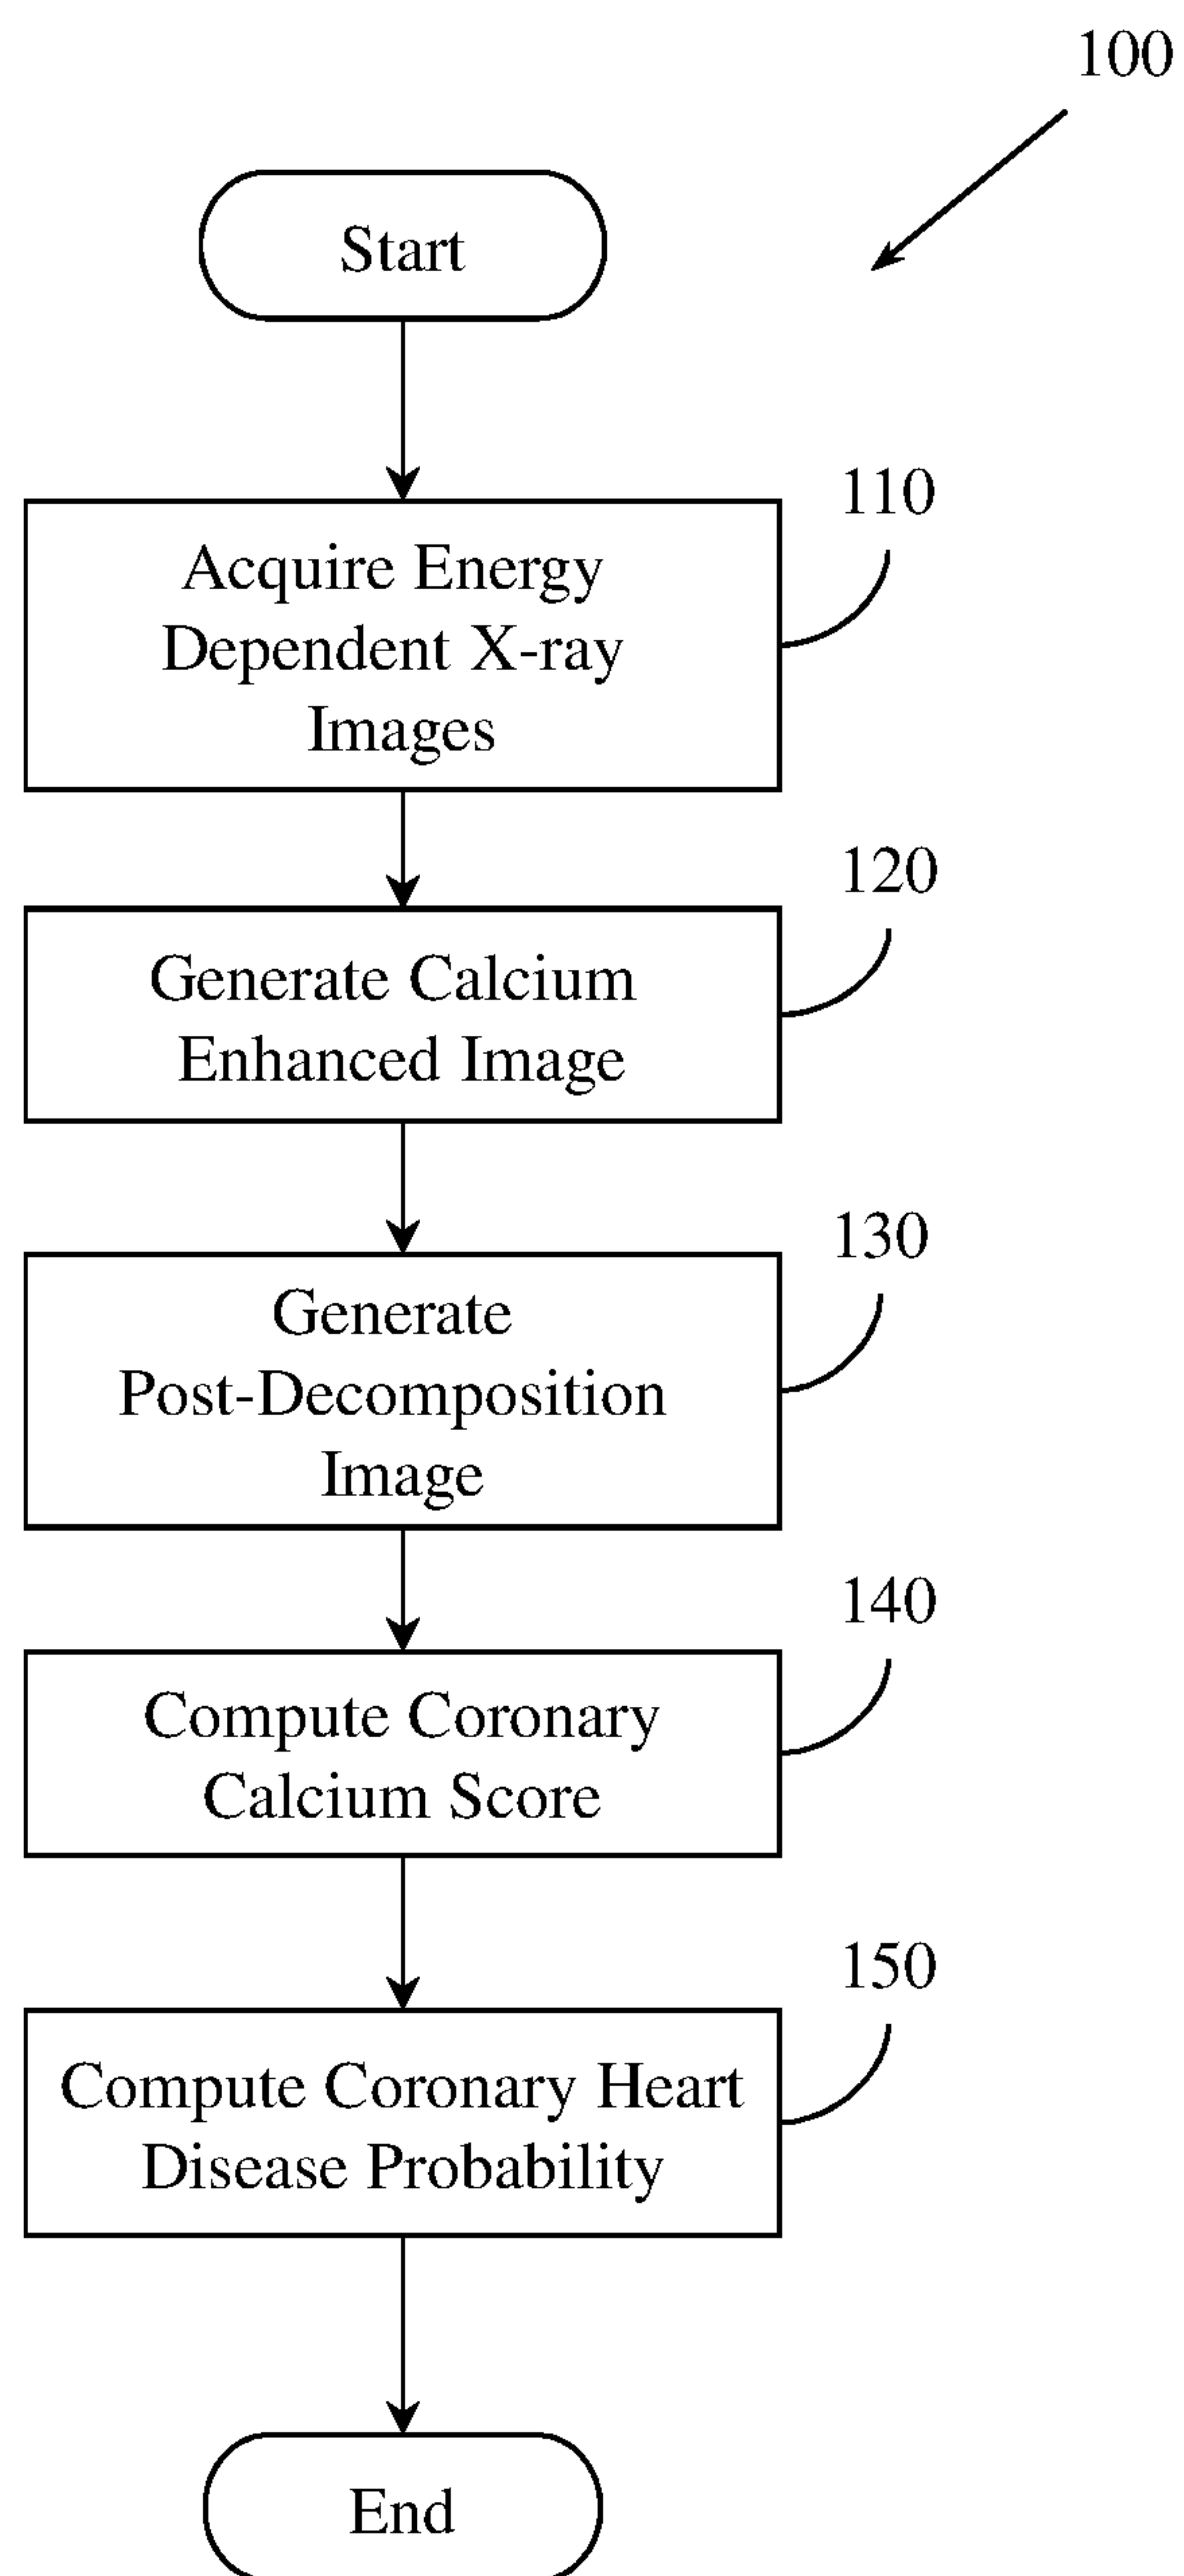 100
Start
110
Acquire Energy
Dependent X-ray
Images
120
Generate Calcium
Enhanced Image
130
Generate
Post-Decomposition
Image
140
Compute Coronary
Calcium Score
150
Compute Coronary Heart
Disease Probability
End